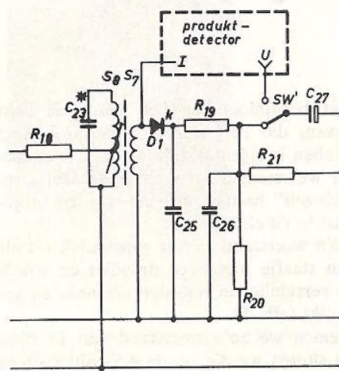 produkt-
detector
I
U
S8 S7
*
C23
R18
D1
k
R19
SW'
C27
R21
C25
C26
R20